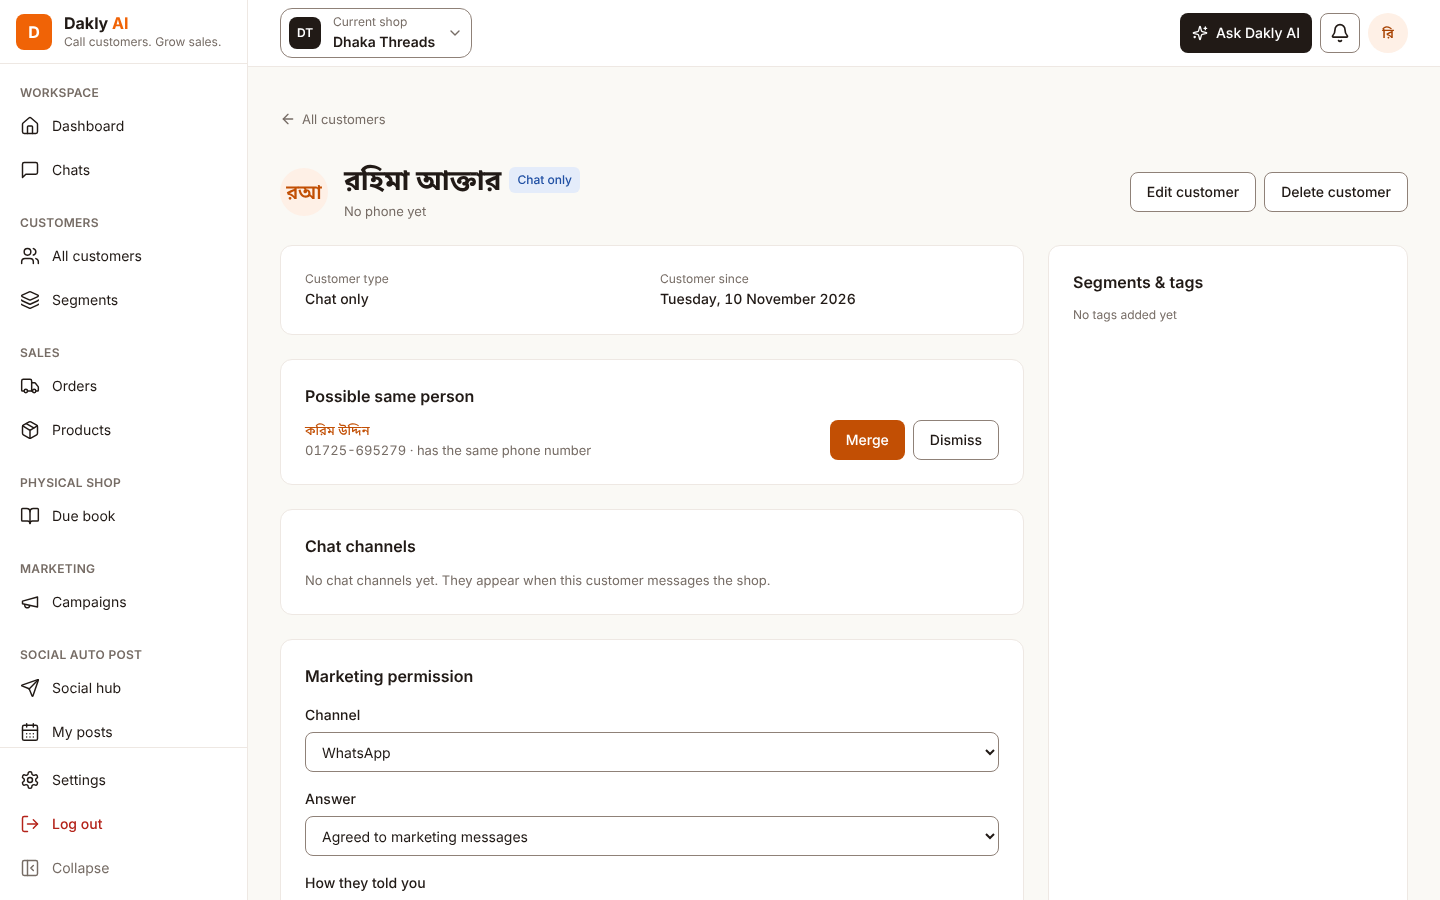 D
Dakly AI
Call customers. Grow sales.
WORKSPACE
Dashboard
Chats
CUSTOMERS
All customers
Segments
SALES
Orders
Products
PHYSICAL SHOP
Due book
MARKETING
Campaigns
SOCIAL AUTO POST
Social hub
My posts
Settings
Log out
Collapse
DT
Current shop
Dhaka Threads
Ask Dakly AI
রি
All customers
রআ
রহিমা আক্তার
Chat only
No phone yet
Edit customer
Delete customer
Customer type
Chat only
Customer since
Tuesday, 10 November 2026
Possible same person
করিম উদ্দিন
01725-695279 · has the same phone number
Merge
Dismiss
Chat channels
No chat channels yet. They appear when this customer messages the shop.
Marketing permission
Channel
WhatsApp
Answer
Agreed to marketing messages
How they told you
Segments & tags
No tags added yet